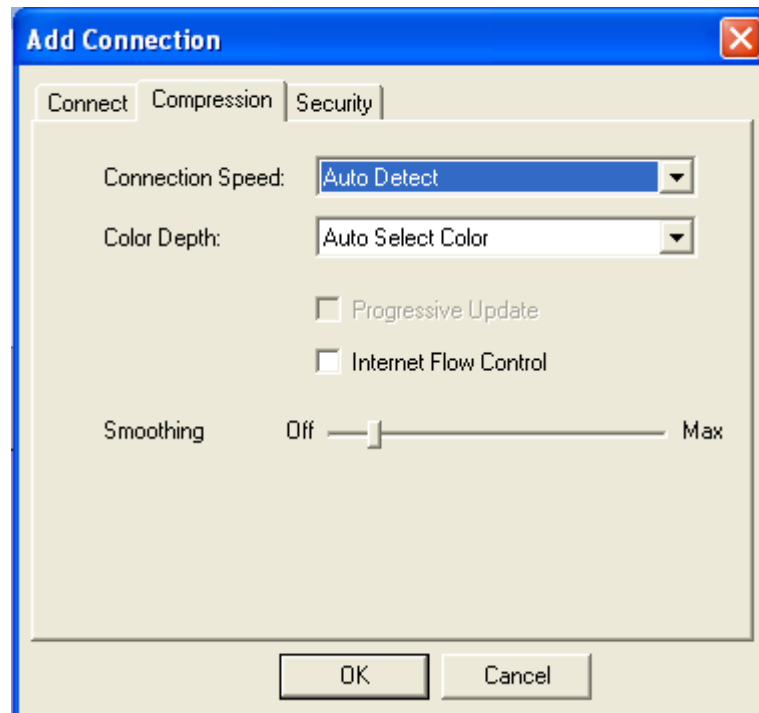 Add Connection
Connect Compression Security
Connection Speed: Auto Detect
Color Depth: Auto Select Color
Progressive Update
Internet Flow Control
Smoothing Off Max
OK Cancel